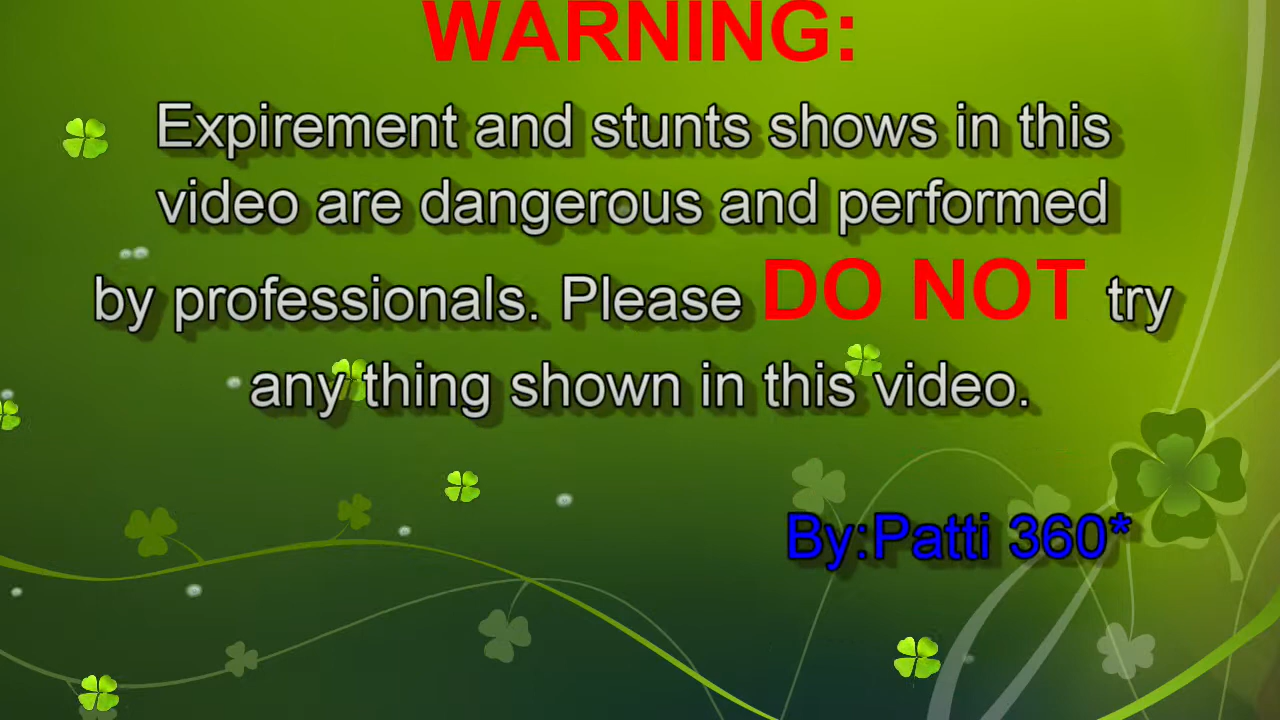 WARNING:
Expirement and stunts shows in this
video are dangerous and performed
by professionals. Please DO NOT try
any thing shown in this video.
By:Patti 360*